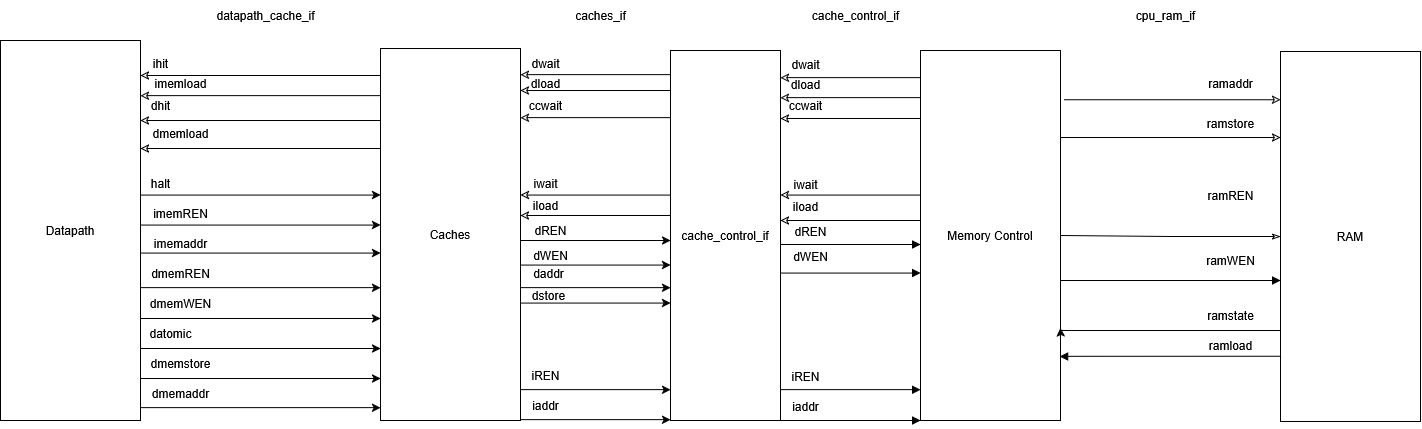 datapath_cache_if
caches_if
cache_control_if
cpu_ram_if
Datapath
ihit
imemload
dhit
dmemload
halt
imemREN
imemaddr
dmemREN
dmemWEN
datomic
dmemstore
dmemaddr
Caches
dwait
dload
ccwait
iwait
iload
dREN
dWEN
daddr
dstore
iREN
iaddr
cache_control_if
dwait
dload
ccwait
iwait
iload
dREN
dWEN
iREN
iaddr
Memory Control
ramaddr
ramstore
ramREN
ramWEN
ramstate
ramload
RAM